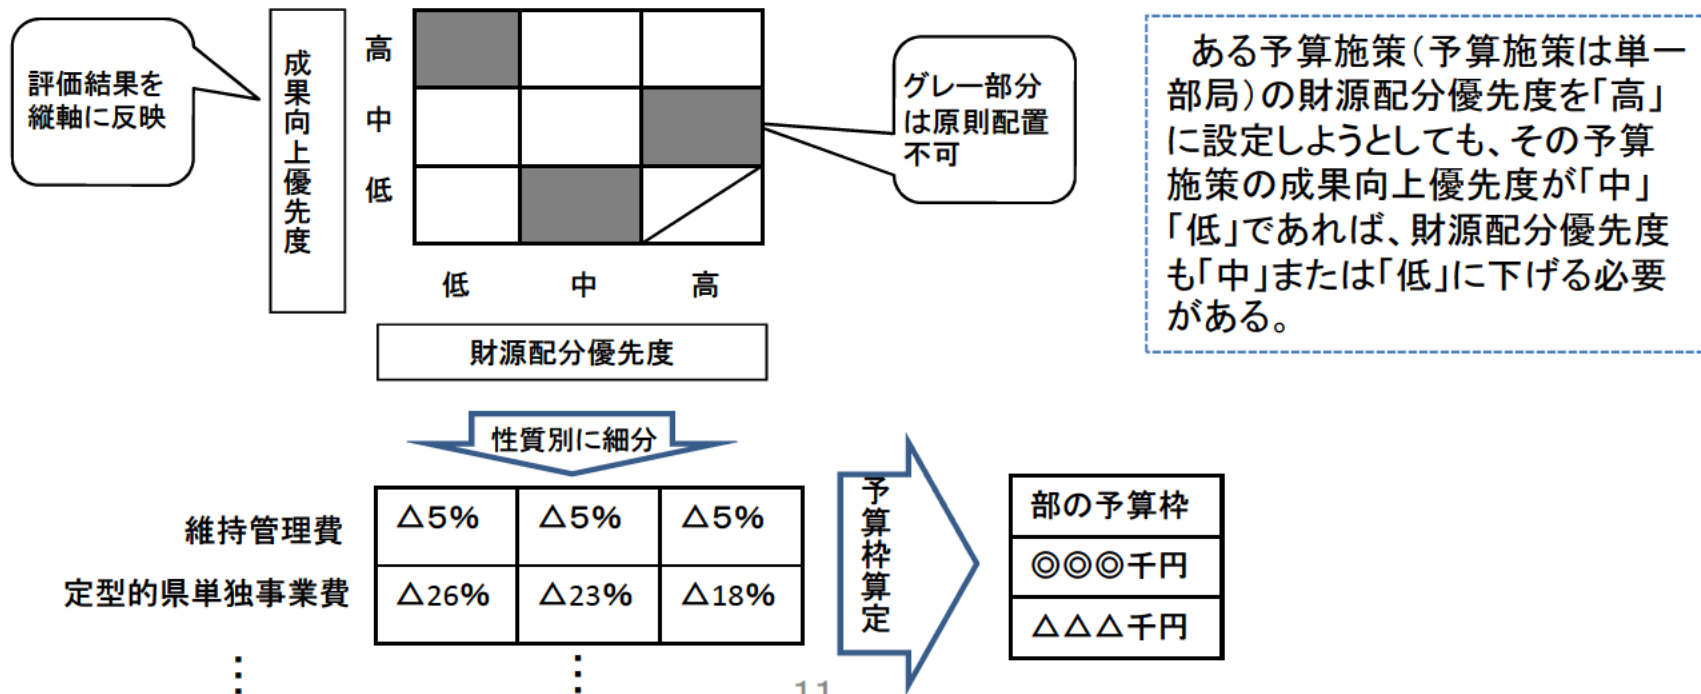 評価結果を
縦軸に反映
成果向上優先度
高
中
低
グレー部分
は原則配置
不可
低 中 高
財源配分優先度
ある予算施策(予算施策は単一
部局)の財源配分優先度を「高」
に設定しようとしても、その予算
施策の成果向上優先度が「中」
「低」であれば、財源配分優先度
も「中」または「低」に下げる必要
がある。
性質別に細分
維持管理費 △5% △5% △5%
定型的県単独事業費 △26% △23% △18%
⋮ ⋮
予算枠算定
部の予算枠
◎◎◎千円
△△△千円
11